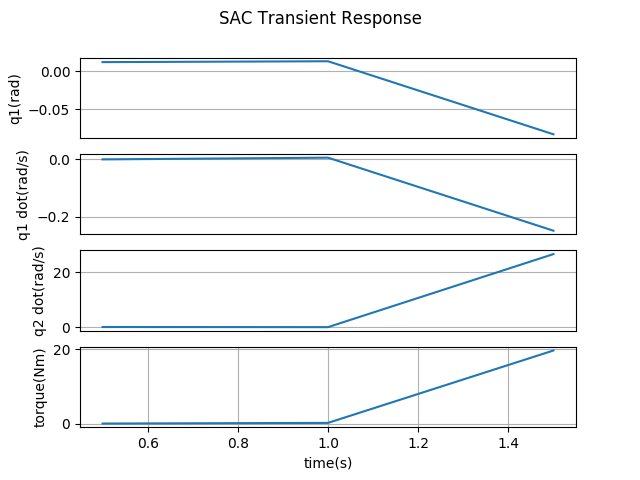 SAC Transient Response
q1(rad)
0.00
−0.05
q1 dot(rad/s)
0.0
−0.2
q2 dot(rad/s)
20
0
torque(Nm)
20
0
0.6 0.8 1.0 1.2 1.4
time(s)